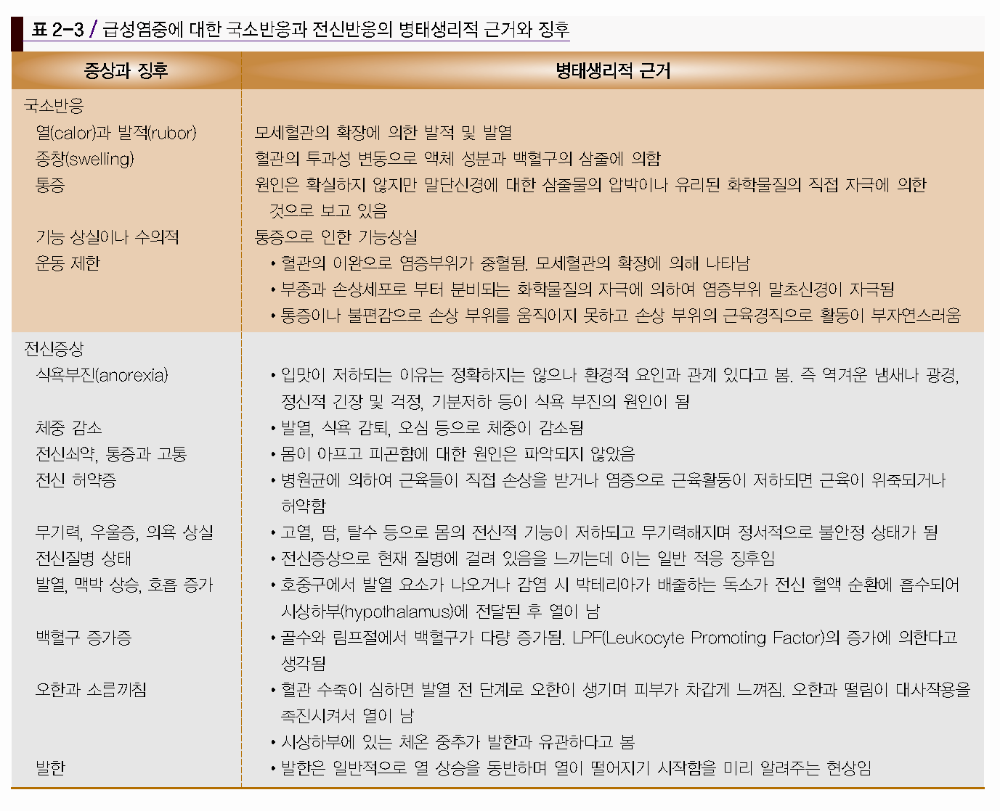 표 2-3 / 급성염증에 대한 국소반응과 전신반응의 병태생리적 근거와 징후
증상과 징후 병태생리적 근거
국소반응
열(calor)과 발적(rubor) 모세혈관의 확장에 의한 발적 및 발열
종창(swelling) 혈관의 투과성 변동으로 액체 성분과 백혈구의 삼출에 의함
통증 원인은 확실하지 않지만 말단신경에 대한 삼출물의 압박이나 유리된 화학물질의 직접 자극에 의한
것으로 보고 있음
기능 상실이나 수의적 통증으로 인한 기능상실
운동 제한 • 혈관의 이완으로 염증부위가 충혈됨. 모세혈관의 확장에 의해 나타남
• 부종과 손상세포로 부터 분비되는 화학물질의 자극에 의하여 염증부위 말초신경이 자극됨
• 통증이나 불편감으로 손상 부위를 움직이지 못하고 손상 부위의 근육경직으로 활동이 부자연스러움
전신증상
식욕부진(anorexia) • 입맛이 저하되는 이유는 정확하지는 않으나 환경적 요인과 관계 있다고 봄. 즉 역겨운 냄새나 광경,
정신적 긴장 및 걱정, 기분저하 등이 식욕 부진의 원인이 됨
체중 감소 • 발열, 식욕 감퇴, 오심 등으로 체중이 감소됨
전신쇠약, 통증과 고통 • 몸이 아프고 피곤함에 대한 원인은 파악되지 않았음
전신 허약증 • 병원균에 의하여 근육들이 직접 손상을 받거나 염증으로 근육활동이 저하되면 근육이 위축되거나
허약함
무기력, 우울증, 의욕 상실 • 고열, 땀, 탈수 등으로 몸의 전신적 기능이 저하되고 무기력해지며 정서적으로 불안정 상태가 됨
전신질병 상태 • 전신증상으로 현재 질병에 걸려 있음을 느끼는데 이는 일반 적응 징후임
발열, 맥박 상승, 호흡 증가 • 호중구에서 발열 요소가 나오거나 감염 시 박테리아가 배출하는 독소가 전신 혈액 순환에 흡수되어
시상하부(hypothalamus)에 전달된 후 열이 남
백혈구 증가증 • 골수와 림프절에서 백혈구가 다량 증가됨. LPF(Leukocyte Promoting Factor)의 증가에 의한다고
생각됨
오한과 소름끼침 • 혈관 수축이 심하면 발열 전 단계로 오한이 생기며 피부가 차갑게 느껴짐. 오한과 떨림이 대사작용을
촉진시켜서 열이 남
• 시상하부에 있는 체온 중추가 발한과 유관하다고 봄
발한 • 발한은 일반적으로 열 상승을 동반하며 열이 떨어지기 시작함을 미리 알려주는 현상임